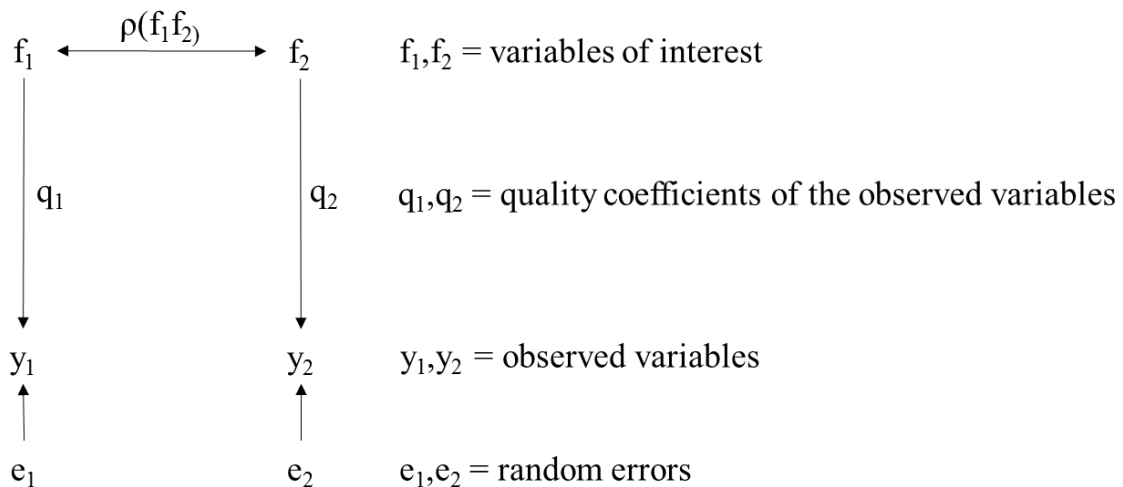 ρ(f₁f₂)
f₁ f₂ f₁,f₂ = variables of interest
q₁ q₂ q₁,q₂ = quality coefficients of the observed variables
y₁ y₂ y₁,y₂ = observed variables
e₁ e₂ e₁,e₂ = random errors